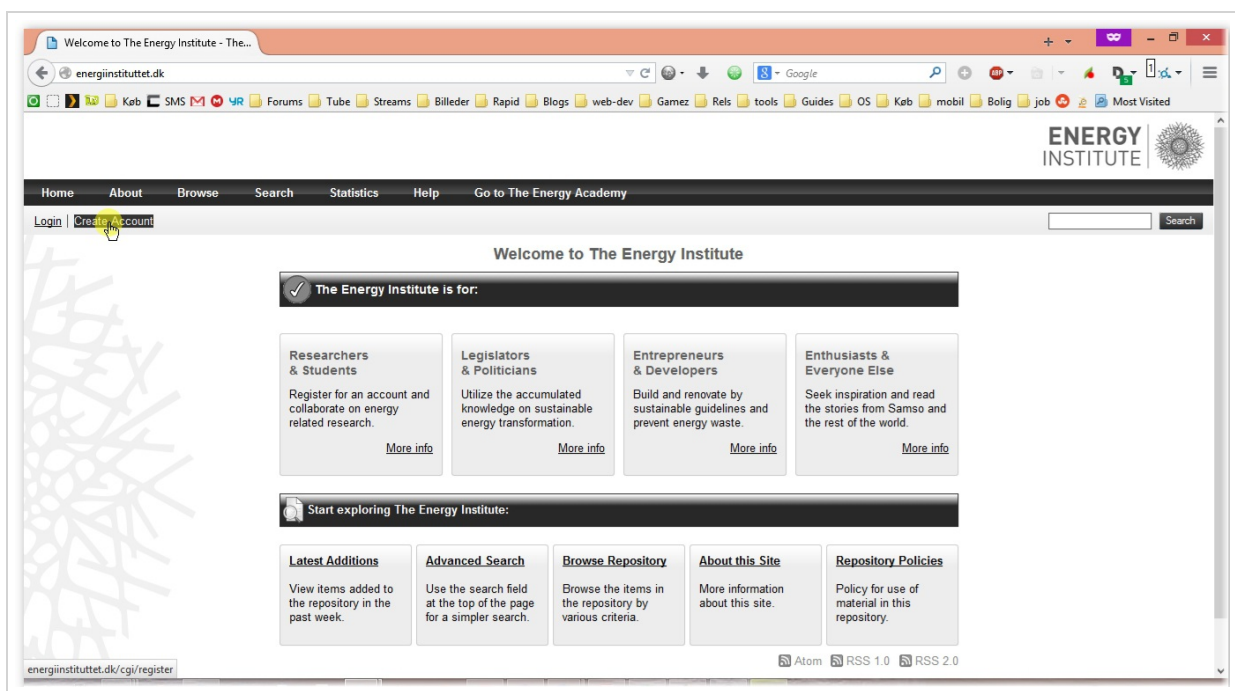 Welcome to The Energy Institute - The...
energiinstituttet.dk
Google
Køb SMS Forums Tube Streams Billeder Rapid Blogs web-dev Gamez Rels tools Guides OS Køb mobil Bolig job Most Visited
ENERGY
INSTITUTE
Home About Browse Search Statistics Help Go to The Energy Academy
Login | Create Account
Search
Welcome to The Energy Institute
The Energy Institute is for:
Researchers
& Students
Register for an account and
collaborate on energy
related research.
More info
Legislators
& Politicians
Utilize the accumulated
knowledge on sustainable
energy transformation.
More info
Entrepreneurs
& Developers
Build and renovate by
sustainable guidelines and
prevent energy waste.
More info
Enthusiasts &
Everyone Else
Seek inspiration and read
the stories from Samso and
the rest of the world.
More info
Start exploring The Energy Institute:
Latest Additions
View items added to
the repository in the
past week.
Advanced Search
Use the search field
at the top of the page
for a simpler search.
Browse Repository
Browse the items in
the repository by
various criteria.
About this Site
More information
about this site.
Repository Policies
Policy for use of
material in this
repository.
Atom RSS 1.0 RSS 2.0
energiinstituttet.dk/cgi/register